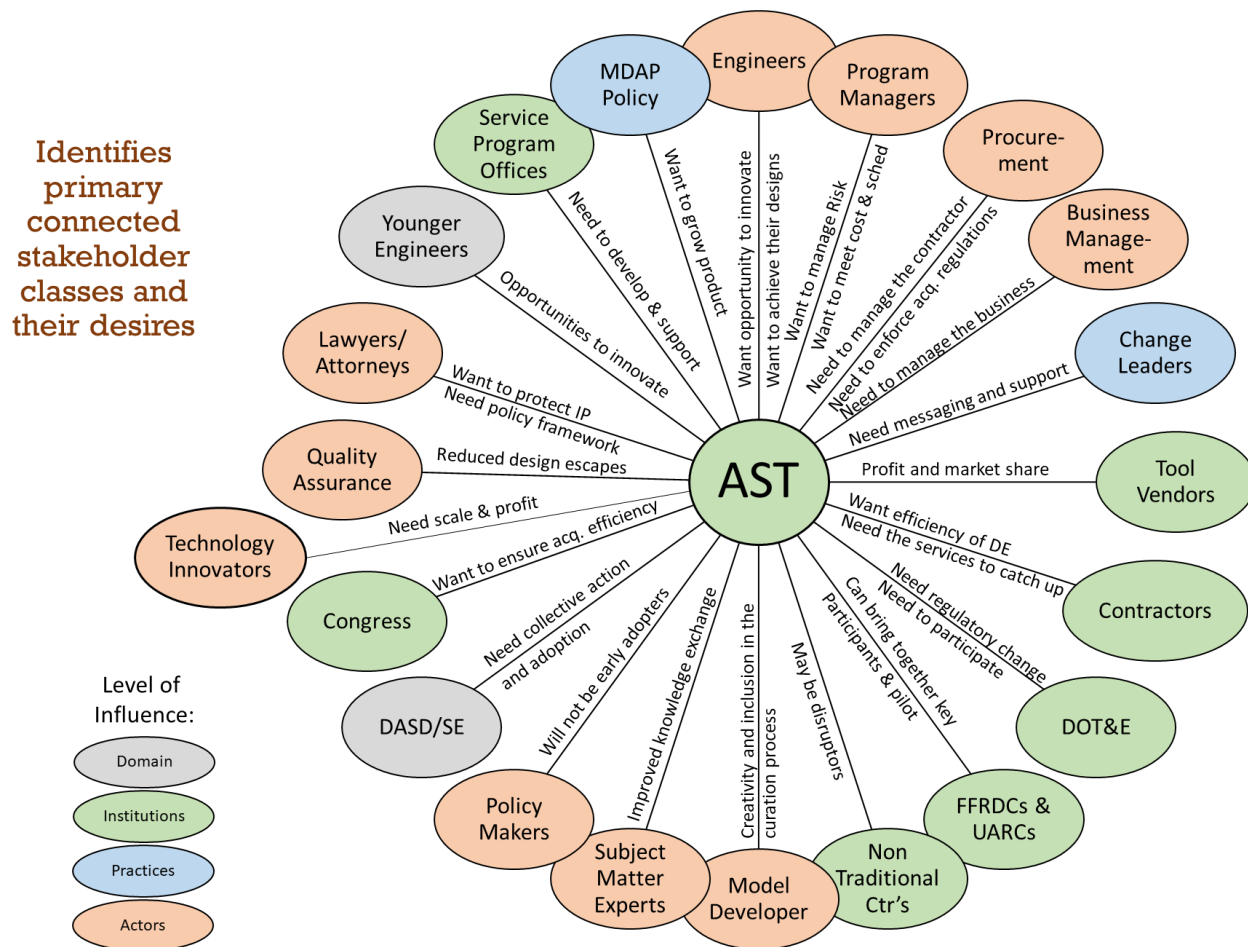 Identifies
primary
connected
stakeholder
classes and
their desires
Engineers
MDAP
Policy
Program
Managers
Service
Program
Offices
Procure-
ment
Younger
Engineers
Business
Manage-
ment
Lawyers/
Attorneys
Change
Leaders
Quality
Assurance
Tool
Vendors
Technology
Innovators
Contractors
Congress
DASD/SE
DOT&E
Policy
Makers
FFRDCs &
UARCs
Subject
Matter
Experts
Model
Developer
Non
Traditional
Ctr's
AST
Want opportunity to innovate
Want to achieve their designs
Want to manage Risk
Want to meet cost & sched
Need to manage the contractor
Need to enforce acq. regulations
Need to manage the business
Need messaging and support
Profit and market share
Want efficiency of DE
Need the services to catch up
Need regulatory change
Need to participate
Can bring together key
Participants & pilot
May be disruptors
Creativity and inclusion in the
curation process
Improved knowledge exchange
Will not be early adopters
Need collective action
and adoption
Want to ensure acq. efficiency
Need scale & profit
Reduced design escapes
Want to protect IP
Need policy framework
Opportunities to innovate
Need to develop & support
Want to grow product
Level of
Influence:
Domain
Institutions
Practices
Actors